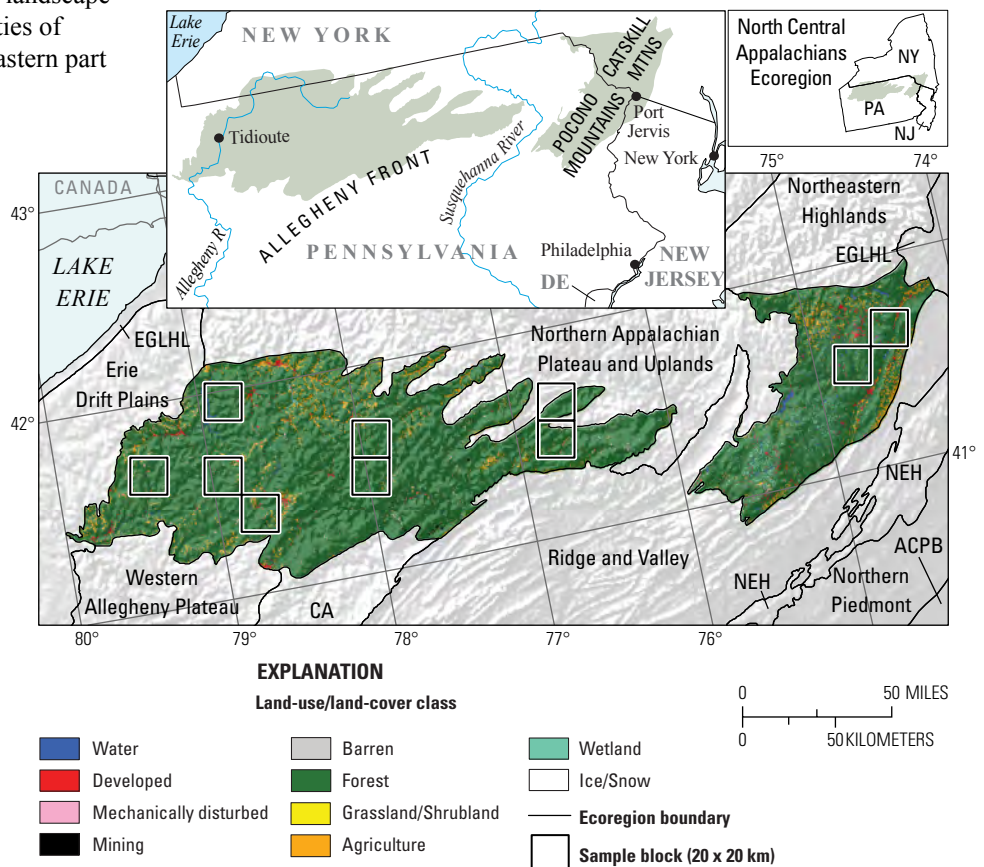 landscape
ties of
eastern part
Lake
Erie
NEW YORK
CATSKILL
MTNS
POCONO
MOUNTAINS
Tidioute
Port
Jervis
New York
Susquehanna River
ALLEGHENY FRONT
Allegheny R.
PENNSYLVANIA
Philadelphia
NEW
JERSEY
DE
North Central
Appalachians
Ecoregion
NY
PA
NJ
75°
74°
CANADA
43°
LAKE
ERIE
Northeastern
Highlands
EGLHL
EGLHL
Erie
Drift Plains
Northern Appalachian
Plateau and Uplands
42°
41°
NEH
ACPB
Ridge and Valley
Western
Allegheny Plateau
CA
NEH
Northern
Piedmont
80°
79°
78°
77°
76°
EXPLANATION
Land-use/land-cover class
Water
Developed
Mechanically disturbed
Mining
Barren
Forest
Grassland/Shrubland
Agriculture
Wetland
Ice/Snow
Ecoregion boundary
Sample block (20 x 20 km)
0 50 MILES
0 50 KILOMETERS